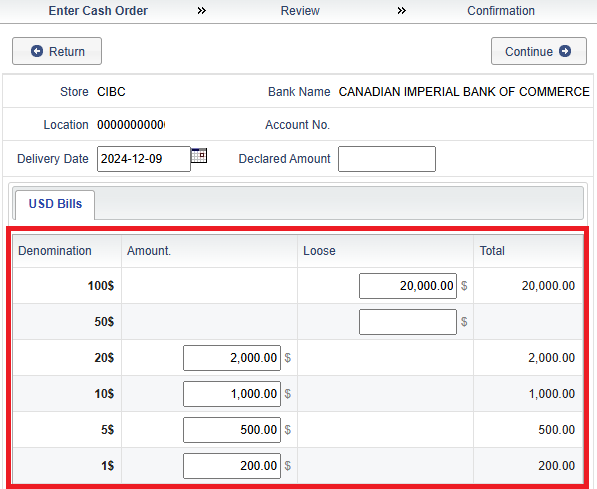 Enter Cash Order » Review » Confirmation
Return Continue
Store CIBC Bank Name CANADIAN IMPERIAL BANK OF COMMERCE
Location 0000000000 Account No.
Delivery Date 2024-12-09 Declared Amount
USD Bills
Denomination Amount. Loose Total
100$ 20,000.00 $ 20,000.00
50$ $
20$ 2,000.00 $ 2,000.00
10$ 1,000.00 $ 1,000.00
5$ 500.00 $ 500.00
1$ 200.00 $ 200.00